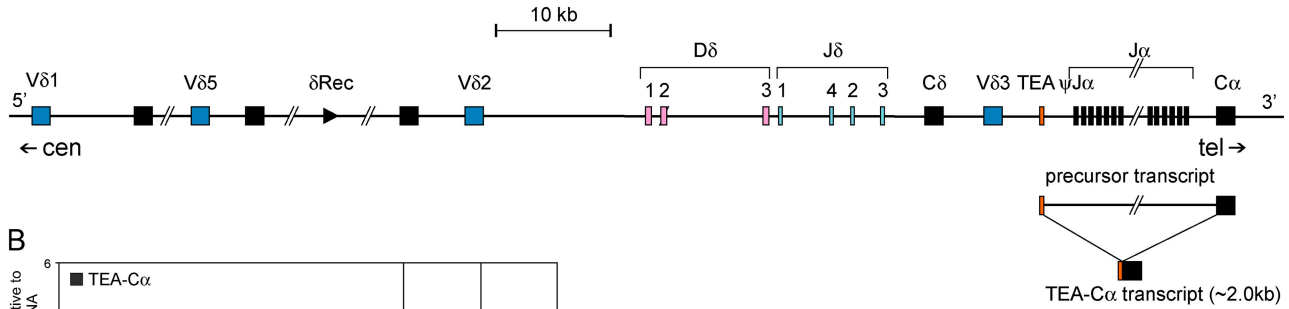 10 kb
Dδ Jδ Jα
Vδ1 Vδ5 δRec Vδ2 1 2 3 1 4 2 3 Cδ Vδ3 TEA ψJα Cα
5’ 3’
← cen tel →
precursor transcript
B
6
TEA-Cα
TEA-Cα transcript (~2.0kb)